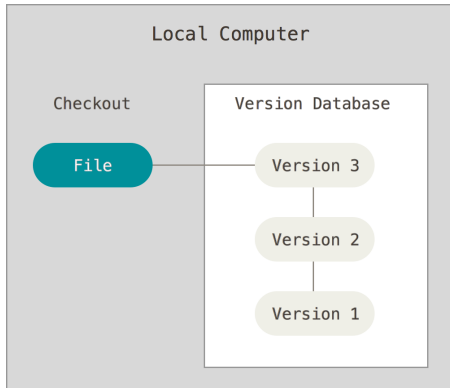 Local Computer
Checkout
Version Database
File
Version 3
Version 2
Version 1